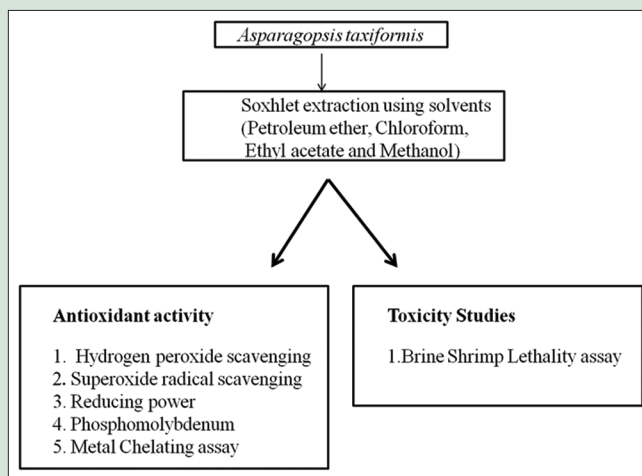 Asparagopsis taxiformis
Soxhlet extraction using solvents
(Petroleum ether, Chloroform,
Ethyl acetate and Methanol)
Antioxidant activity
1. Hydrogen peroxide scavenging
2. Superoxide radical scavenging
3. Reducing power
4. Phosphomolybdenum
5. Metal Chelating assay
Toxicity Studies
1.Brine Shrimp Lethality assay